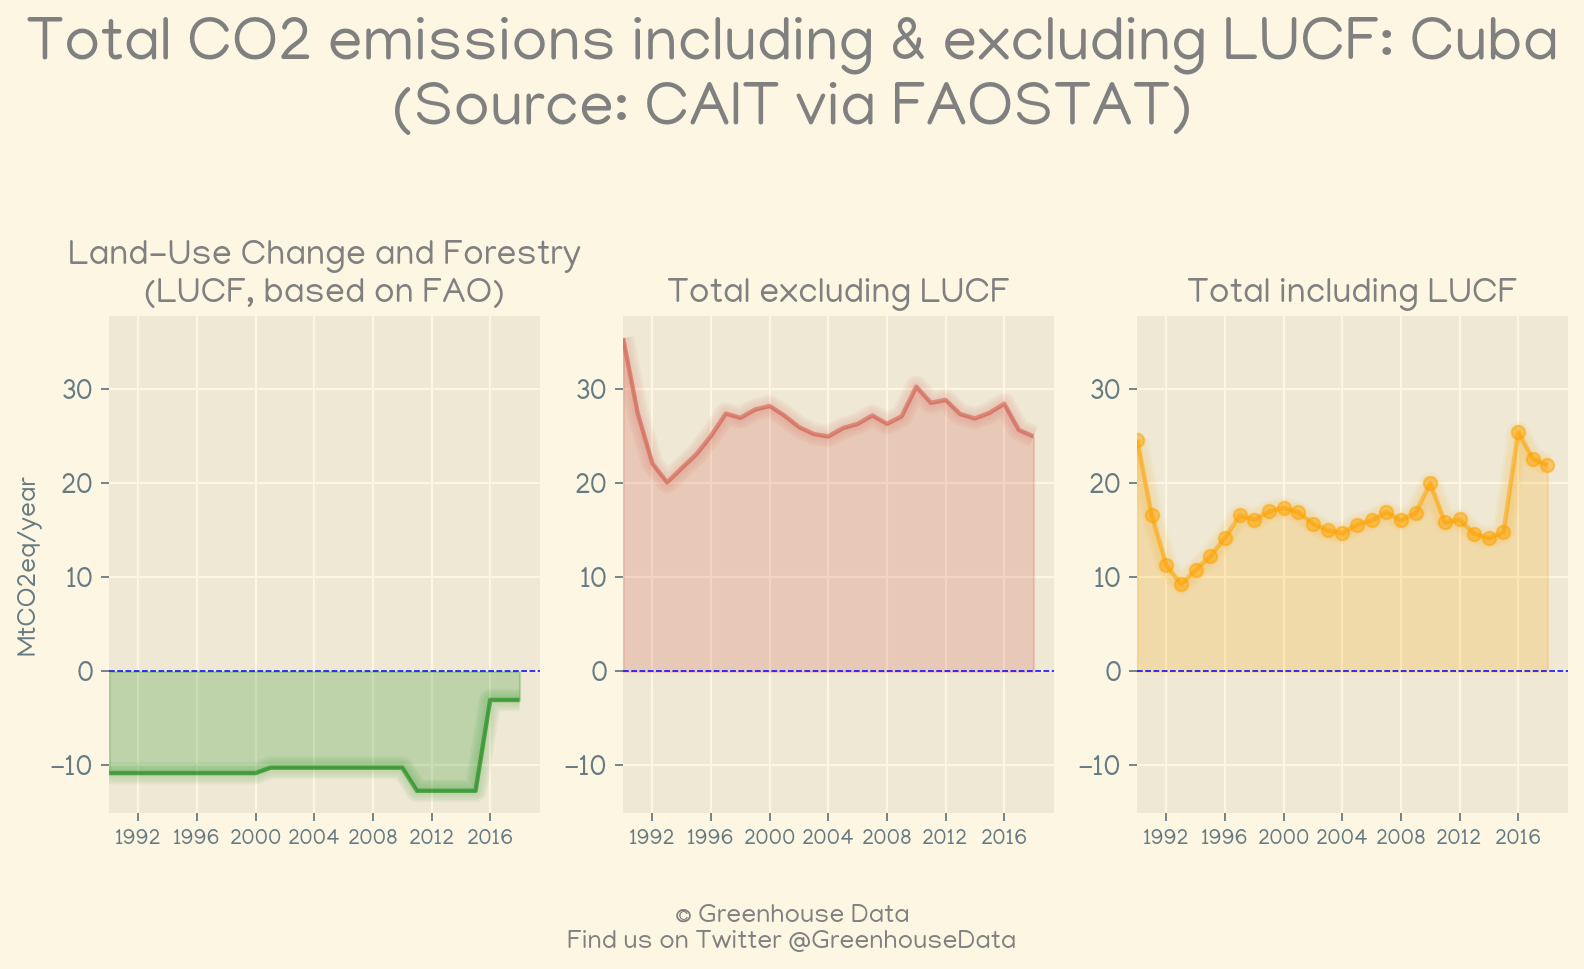 Total CO2 emissions including & excluding LUCF: Cuba
(Source: CAIT via FAOSTAT)
Land-Use Change and Forestry
(LUCF, based on FAO)
Total excluding LUCF
Total including LUCF
MtCO2eq/year
30
20
10
0
−10
1992 1996 2000 2004 2008 2012 2016
30
20
10
0
−10
1992 1996 2000 2004 2008 2012 2016
30
20
10
0
−10
1992 1996 2000 2004 2008 2012 2016
© Greenhouse Data
Find us on Twitter @GreenhouseData